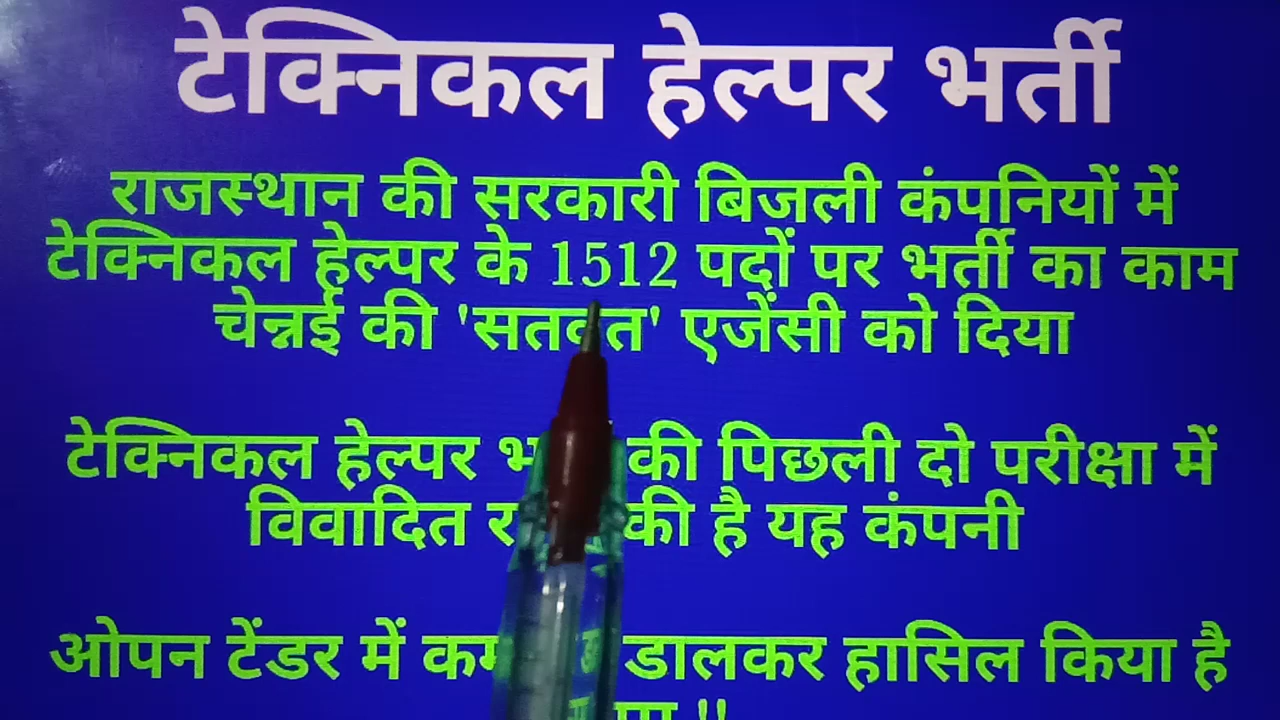 टेक्निकल हेल्पर भर्ती
राजस्थान की सरकारी बिजली कंपनियों में
टेक्निकल हेल्पर के 1512 पदों पर भर्ती का काम
चेन्नई की 'सतवत' एजेंसी को दिया
टेक्निकल हेल्पर की पिछली दो परीक्षा में
विवादित की है यह कंपनी
ओपन टेंडर में डालकर हासिल किया है